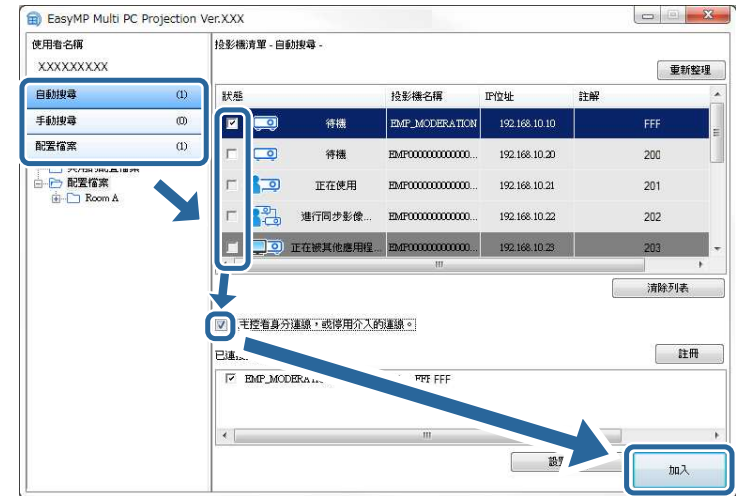 EasyMP Multi PC Projection Ver.XXX
使用者名稱
XXXXXXXXX
自動搜尋 (1)
手動搜尋 (0)
配置檔案 (1)
配置檔案
Room A
投影機清單 - 自動搜尋 -
重新整理
狀態 投影機名稱 IP位址 註解
待機 EMP_MODERATION 192.168.10.10 FFF
待機 EMP000000000000... 192.168.10.20 200
正在使用 EMP000000000000... 192.168.10.21 201
進行同步影像... EMP000000000000... 192.168.10.22 202
正在被其他應用程... EMP000000000000... 192.168.10.23 203
清除列表
主控者身分連線，或停用介入的連線。
已連
註冊
EMP_MODERA FFF FFF
設
加入